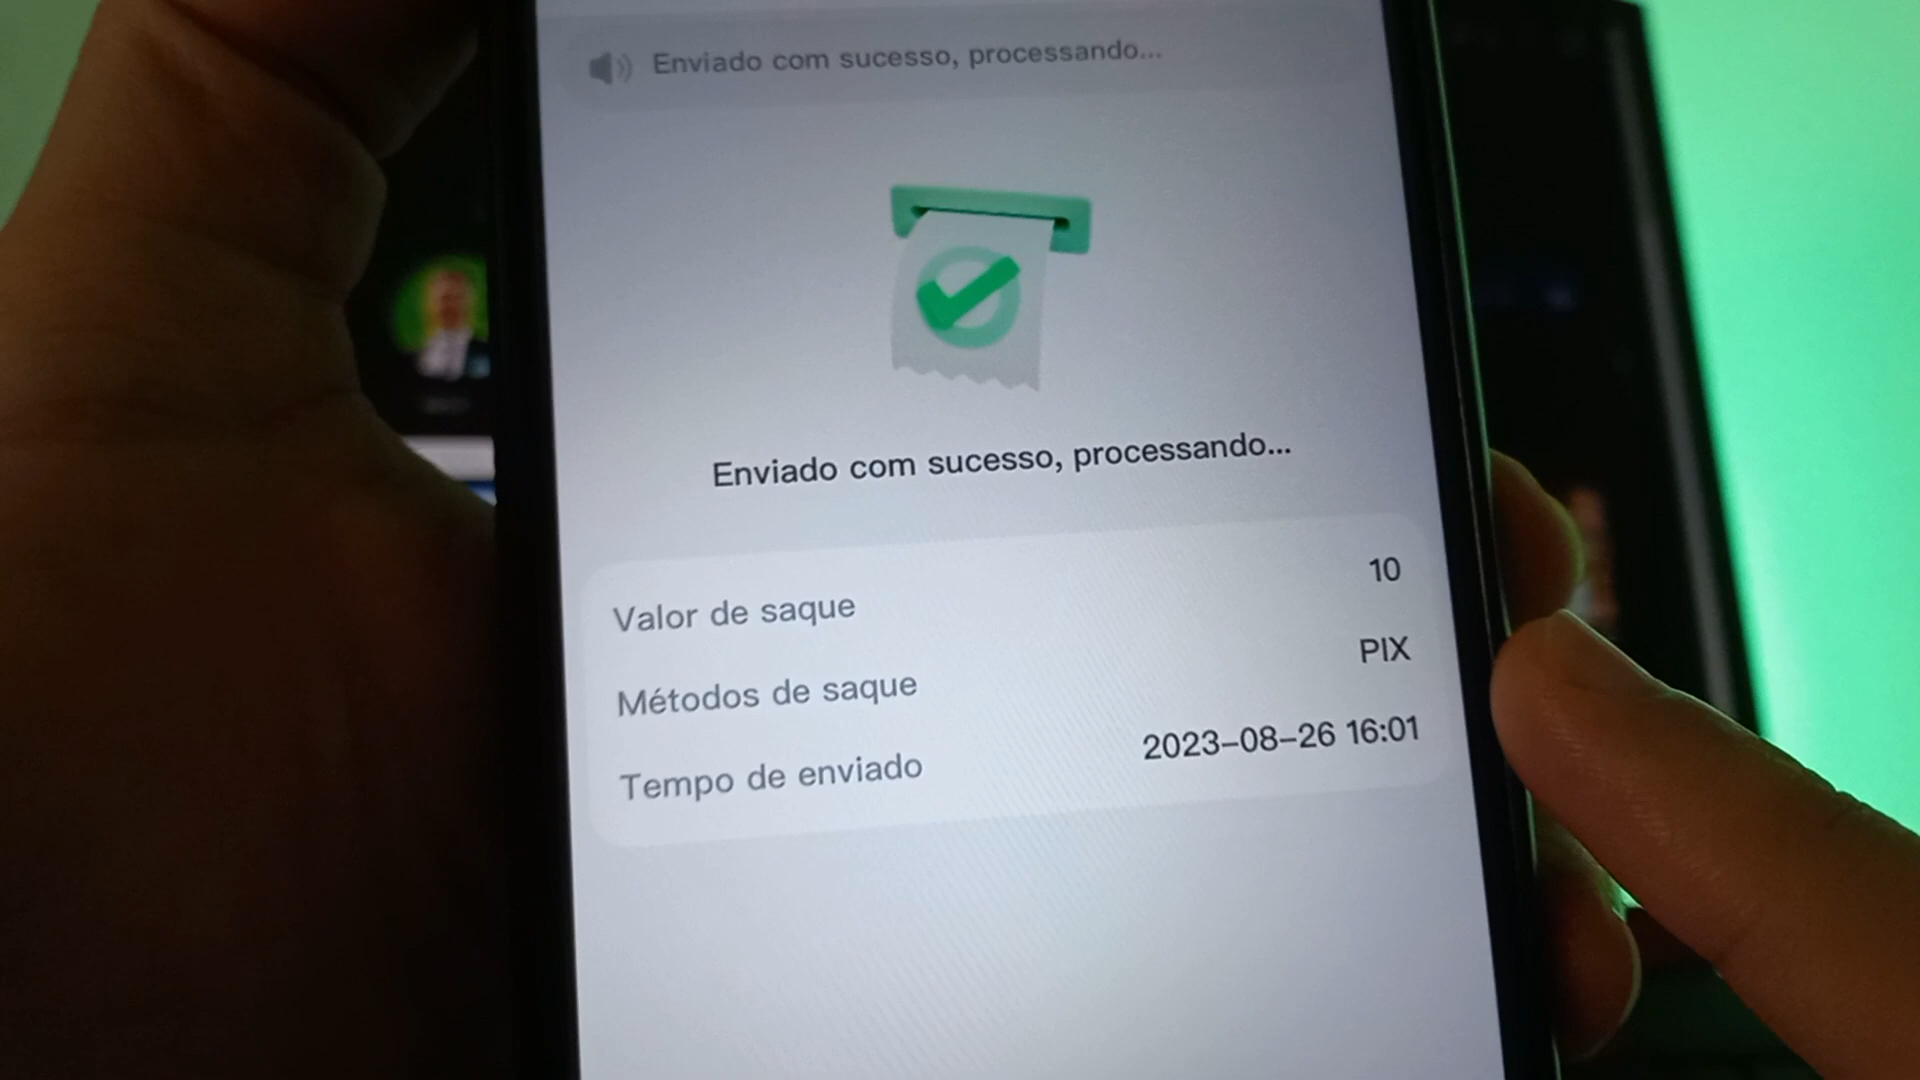 Enviado com sucesso, processando...
Enviado com sucesso, processando...
Valor de saque 10
Métodos de saque PIX
Tempo de enviado 2023-08-26 16:01